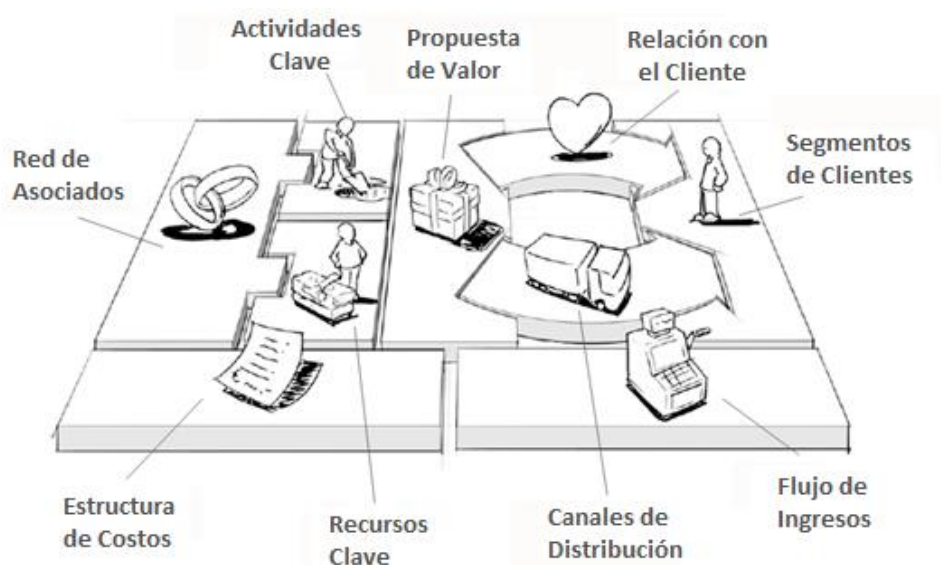 Actividades
Clave
Propuesta
de Valor
Relación con
el Cliente
Red de
Asociados
Segmentos
de Clientes
Estructura
de Costos
Recursos
Clave
Canales de
Distribución
Flujo de
Ingresos